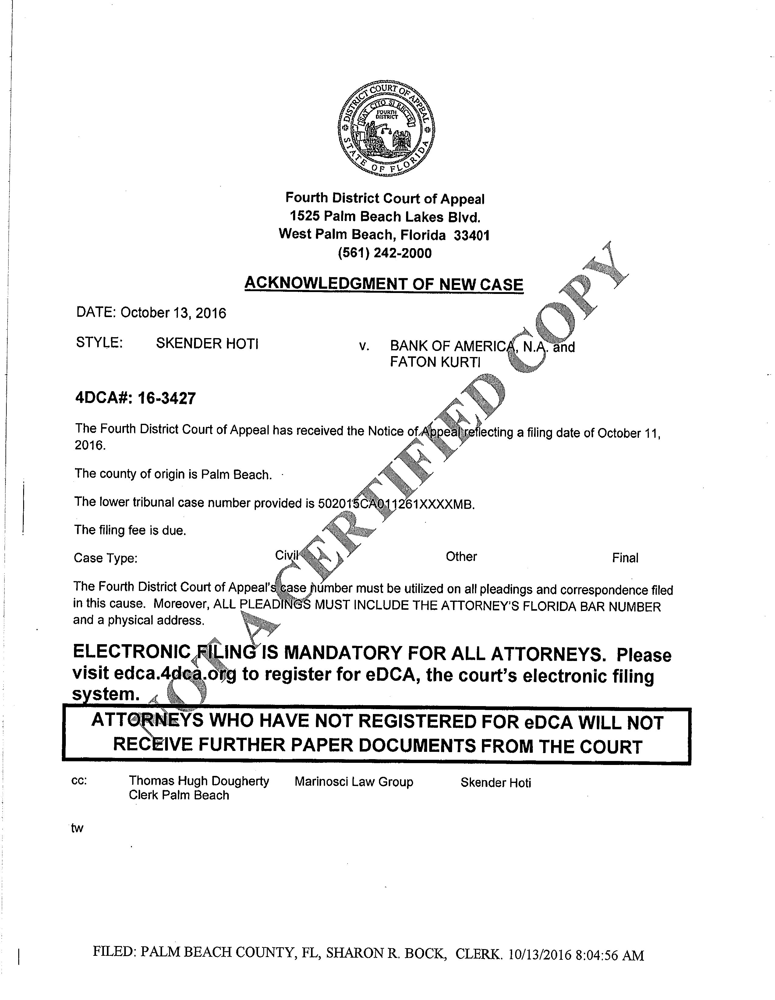 DISTRICT COURT OF APPEAL
SAT CITO SI RECTE
FOURTH
DISTRICT
STATE OF FLORIDA
Fourth District Court of Appeal
1525 Palm Beach Lakes Blvd.
West Palm Beach, Florida 33401
(561) 242-2000
ACKNOWLEDGMENT OF NEW CASE
DATE: October 13, 2016
STYLE: SKENDER HOTI v. BANK OF AMERICA, N.A. and
FATON KURTI
4DCA#: 16-3427
The Fourth District Court of Appeal has received the Notice of Appeal reflecting a filing date of October 11,
2016.
The county of origin is Palm Beach.
The lower tribunal case number provided is 502015CA011261XXXXMB.
The filing fee is due.
Case Type: Civil Other Final
The Fourth District Court of Appeal's case number must be utilized on all pleadings and correspondence filed
in this cause. Moreover, ALL PLEADINGS MUST INCLUDE THE ATTORNEY'S FLORIDA BAR NUMBER
and a physical address.
ELECTRONIC FILING IS MANDATORY FOR ALL ATTORNEYS. Please
visit edca.4dca.org to register for eDCA, the court's electronic filing
system.
ATTORNEYS WHO HAVE NOT REGISTERED FOR eDCA WILL NOT
RECEIVE FURTHER PAPER DOCUMENTS FROM THE COURT
cc: Thomas Hugh Dougherty Marinosci Law Group Skender Hoti
Clerk Palm Beach
tw
NOT A CERTIFIED COPY
FILED: PALM BEACH COUNTY, FL, SHARON R. BOCK, CLERK. 10/13/2016 8:04:56 AM